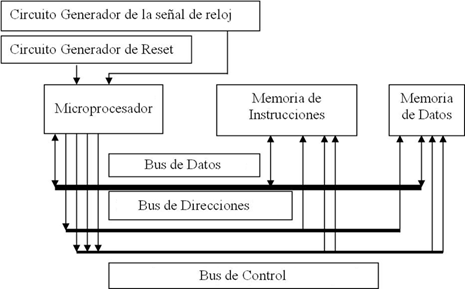 Circuito Generador de la señal de reloj
Circuito Generador de Reset
Microprocesador
Memoria de
Instrucciones
Memoria
de Datos
Bus de Datos
Bus de Direcciones
Bus de Control